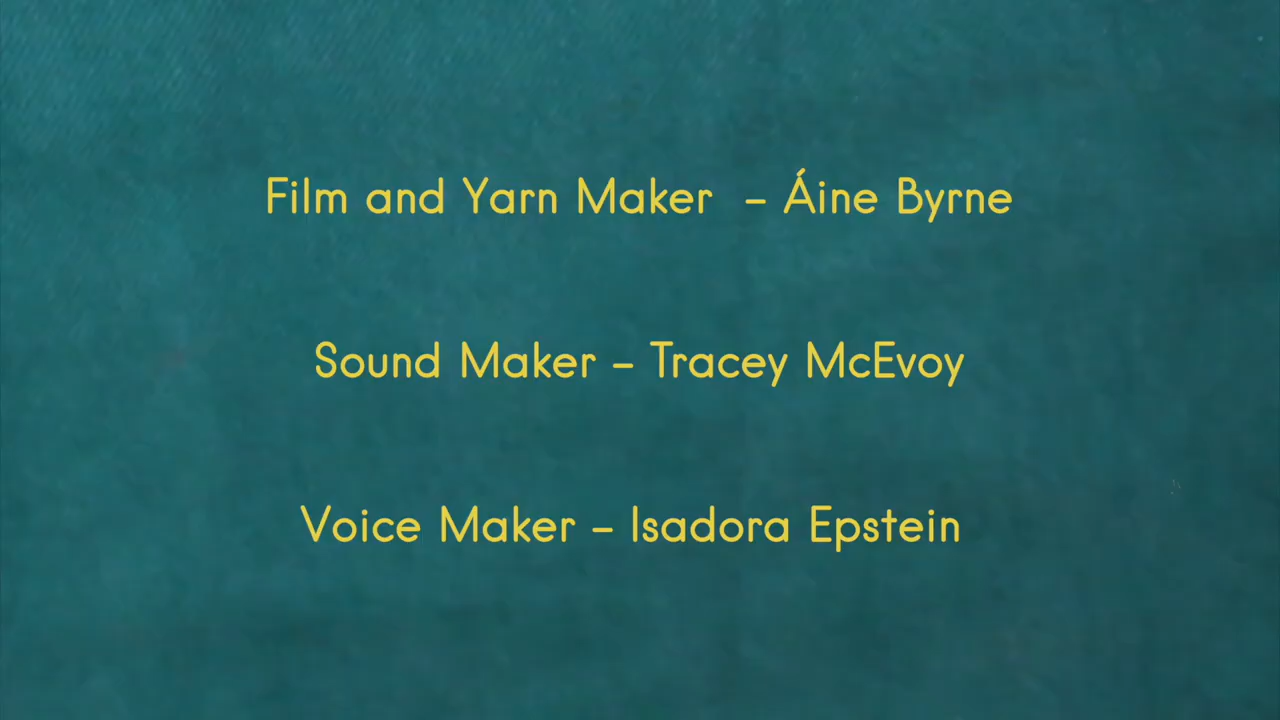 Film and Yarn Maker - Áine Byrne
Sound Maker - Tracey McEvoy
Voice Maker - Isadora Epstein